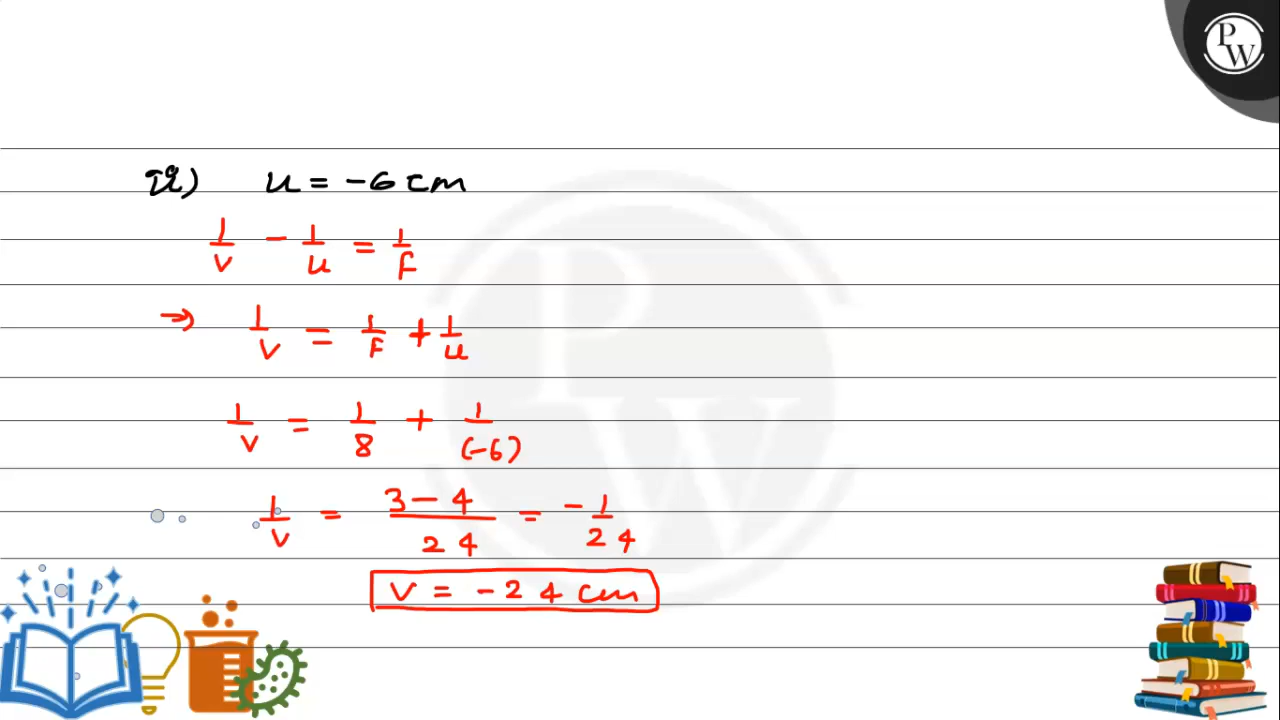 PW
ii) u = -6 cm
1/v - 1/u = 1/f
→ 1/v = 1/F + 1/u
1/v = 1/8 + 1/(-6)
1/v = 3-4/24 = -1/24
v = -24 cm